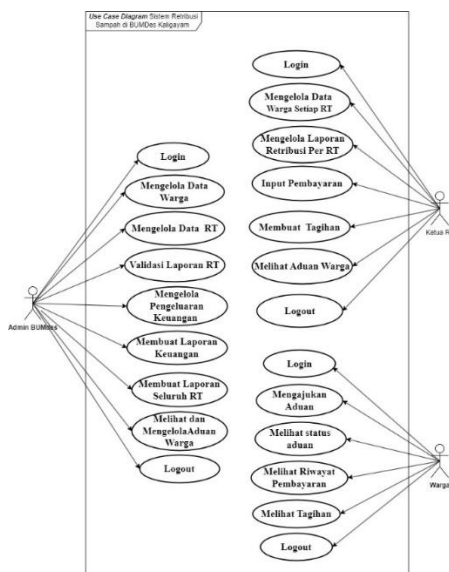 Use Case Diagram Sistem Retribusi
Sampah di BUMDes Kaligayam
Login
Mengelola Data
Warga Setiap RT
Mengelola Laporan
Retribusi Per RT
Input Pembayaran
Membuat Tagihan
Melihat Aduan Warga
Logout
Ketua R
Login
Mengelola Data
Warga
Mengelola Data RT
Validasi Laporan RT
Mengelola
Pengeluaran
Keuangan
Membuat Laporan
Keuangan
Membuat Laporan
Seluruh RT
Melihat dan
MengelolaAduan
Warga
Logout
Admin BUMdes
Login
Mengajukan
Aduan
Melihat status
aduan
Melihat Riwayat
Pembayaran
Melihat Tagihan
Logout
Warga